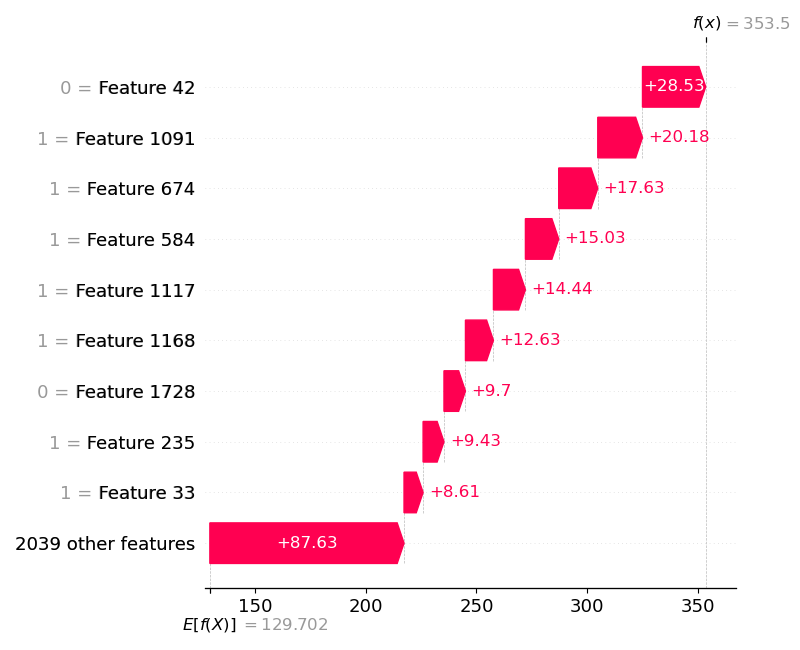 f(x) = 353.5
0 = Feature 42 +28.53
1 = Feature 1091 +20.18
1 = Feature 674 +17.63
1 = Feature 584 +15.03
1 = Feature 1117 +14.44
1 = Feature 1168 +12.63
0 = Feature 1728 +9.7
1 = Feature 235 +9.43
1 = Feature 33 +8.61
2039 other features +87.63
150 200 250 300 350
E[f(X)] = 129.702